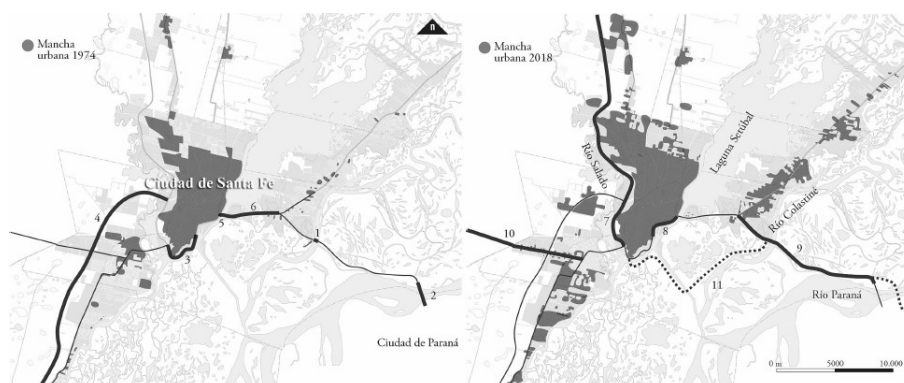 Mancha
urbana 1974
n
Ciudad de Santa Fe
4
6
5
3
1
2
Ciudad de Paraná
Mancha
urbana 2018
Laguna Setúbal
Río Salado
Río Colastiné
7
8
10
9
11
Río Paraná
0 m 5000 10.000